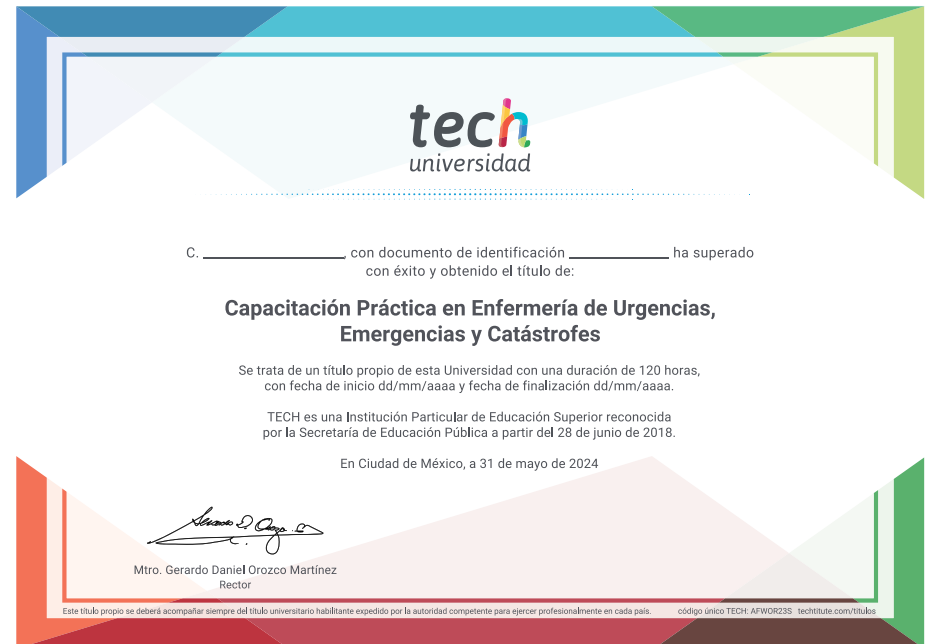 tech
universidad
C. ________________, con documento de identificación ___________ ha superado
con éxito y obtenido el título de:
Capacitación Práctica en Enfermería de Urgencias,
Emergencias y Catástrofes
Se trata de un título propio de esta Universidad con una duración de 120 horas,
con fecha de inicio dd/mm/aaaa y fecha de finalización dd/mm/aaaa.
TECH es una Institución Particular de Educación Superior reconocida
por la Secretaría de Educación Pública a partir del 28 de junio de 2018.
En Ciudad de México, a 31 de mayo de 2024
Mtro. Gerardo Daniel Orozco Martínez
Rector
Este título propio se deberá acompañar siempre del título universitario habilitante expedido por la autoridad competente para ejercer profesionalmente en cada país. código único TECH: AFWOR23S techtitute.com/titulos